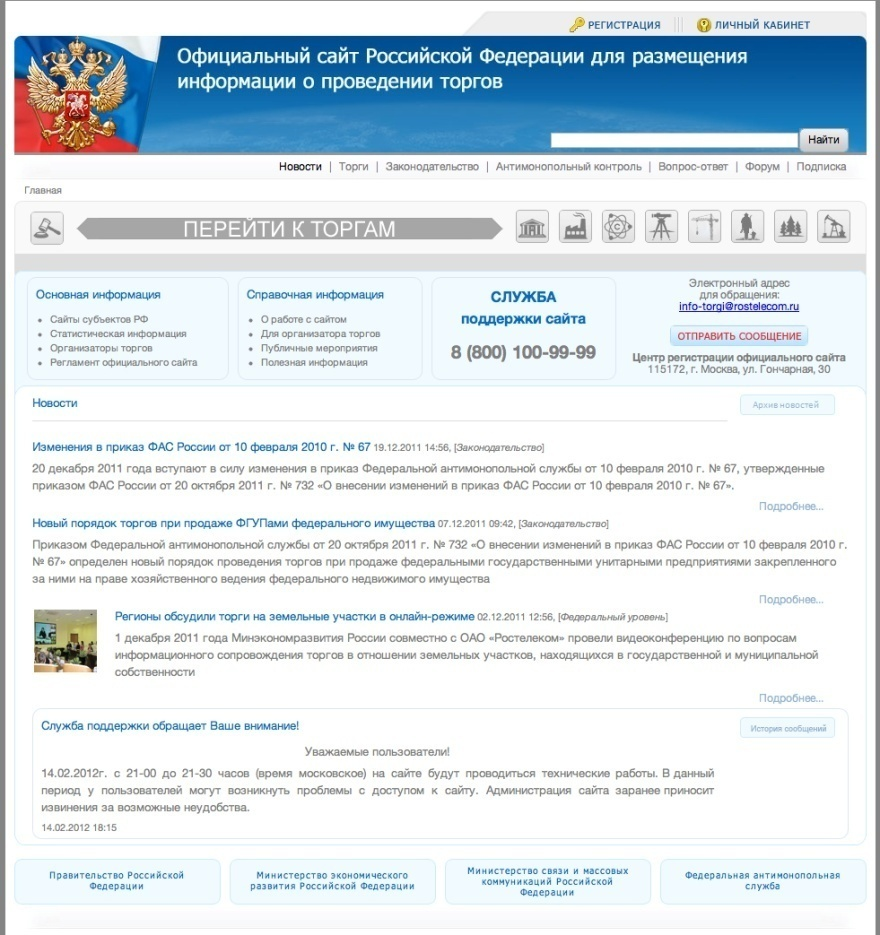 РЕГИСТРАЦИЯ
ЛИЧНЫЙ КАБИНЕТ
Официальный сайт Российской Федерации для размещения
информации о проведении торгов
Найти
Новости | Торги | Законодательство | Антимонопольный контроль | Вопрос-ответ | Форум | Подписка
Главная
ПЕРЕЙТИ К ТОРГАМ
Основная информация
Сайты субъектов РФ
Статистическая информация
Организаторы торгов
Регламент официального сайта
Справочная информация
О работе с сайтом
Для организатора торгов
Публичные мероприятия
Полезная информация
СЛУЖБА
поддержки сайта
8 (800) 100-99-99
Электронный адрес
для обращения:
info-torgi@rostelecom.ru
ОТПРАВИТЬ СООБЩЕНИЕ
Центр регистрации официального сайта
115172, г. Москва, ул. Гончарная, 30
Новости
Архив новостей
Изменения в приказ ФАС России от 10 февраля 2010 г. № 67 19.12.2011 14:56, [Законодательство]
20 декабря 2011 года вступают в силу изменения в приказ Федеральной антимонопольной службы от 10 февраля 2010 г. № 67, утвержденные
приказом ФАС России от 20 октября 2011 г. № 732 «О внесении изменений в приказ ФАС России от 10 февраля 2010 г. № 67».
Подробнее...
Новый порядок торгов при продаже ФГУПами федерального имущества 07.12.2011 09:42, [Законодательство]
Приказом Федеральной антимонопольной службы от 20 октября 2011 г. № 732 «О внесении изменений в приказ ФАС России от 10 февраля 2010 г.
№ 67» определен новый порядок проведения торгов при продаже федеральными государственными унитарными предприятиями закрепленного
за ними на праве хозяйственного ведения федерального недвижимого имущества
Подробнее...
Регионы обсудили торги на земельные участки в онлайн-режиме 02.12.2011 12:56, [Федеральный уровень]
1 декабря 2011 года Минэкономразвития России совместно с ОАО «Ростелеком» провели видеоконференцию по вопросам
информационного сопровождения торгов в отношении земельных участков, находящихся в государственной и муниципальной
собственности
Подробнее...
Служба поддержки обращает Ваше внимание!
История сообщений
Уважаемые пользователи!
14.02.2012г. с 21-00 до 21-30 часов (время московское) на сайте будут проводиться технические работы. В данный
период у пользователей могут возникнуть проблемы с доступом к сайту. Администрация сайта заранее приносит
извинения за возможные неудобства.
14.02.2012 18:15
Правительство Российской
Федерации
Министерство экономического
развития Российской Федерации
Министерство связи и массовых
коммуникаций Российской
Федерации
Федеральная антимонопольная
служба